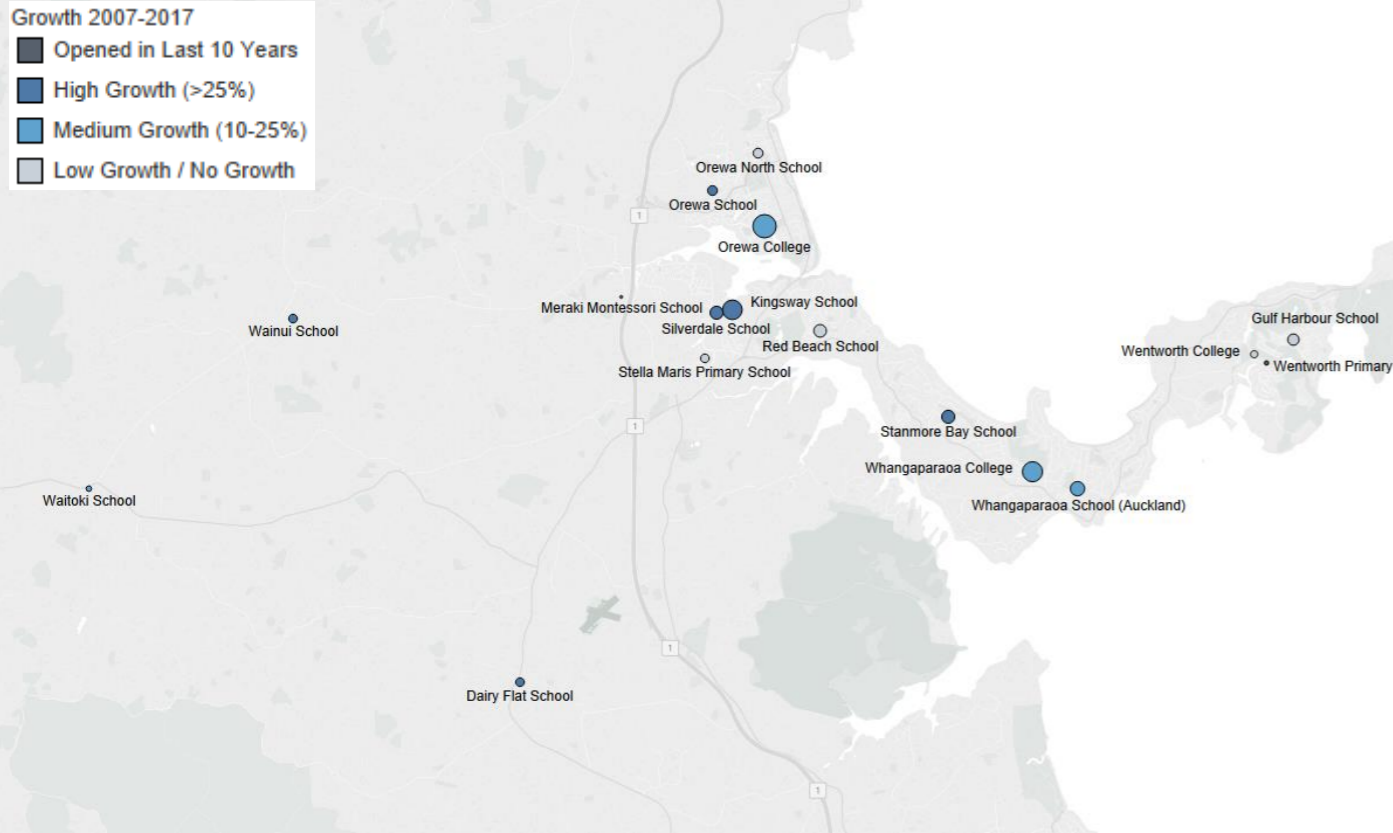 Growth 2007-2017
Opened in Last 10 Years
High Growth (>25%)
Medium Growth (10-25%)
Low Growth / No Growth
Orewa North School
Orewa School
1
Orewa College
Meraki Montessori School
Kingsway School
Silverdale School
Wainui School
Red Beach School
Gulf Harbour School
Wentworth College
Wentworth Primary
Stella Maris Primary School
1
Stanmore Bay School
Whangaparaoa College
Waitoki School
Whangaparaoa School (Auckland)
1
Dairy Flat School
1